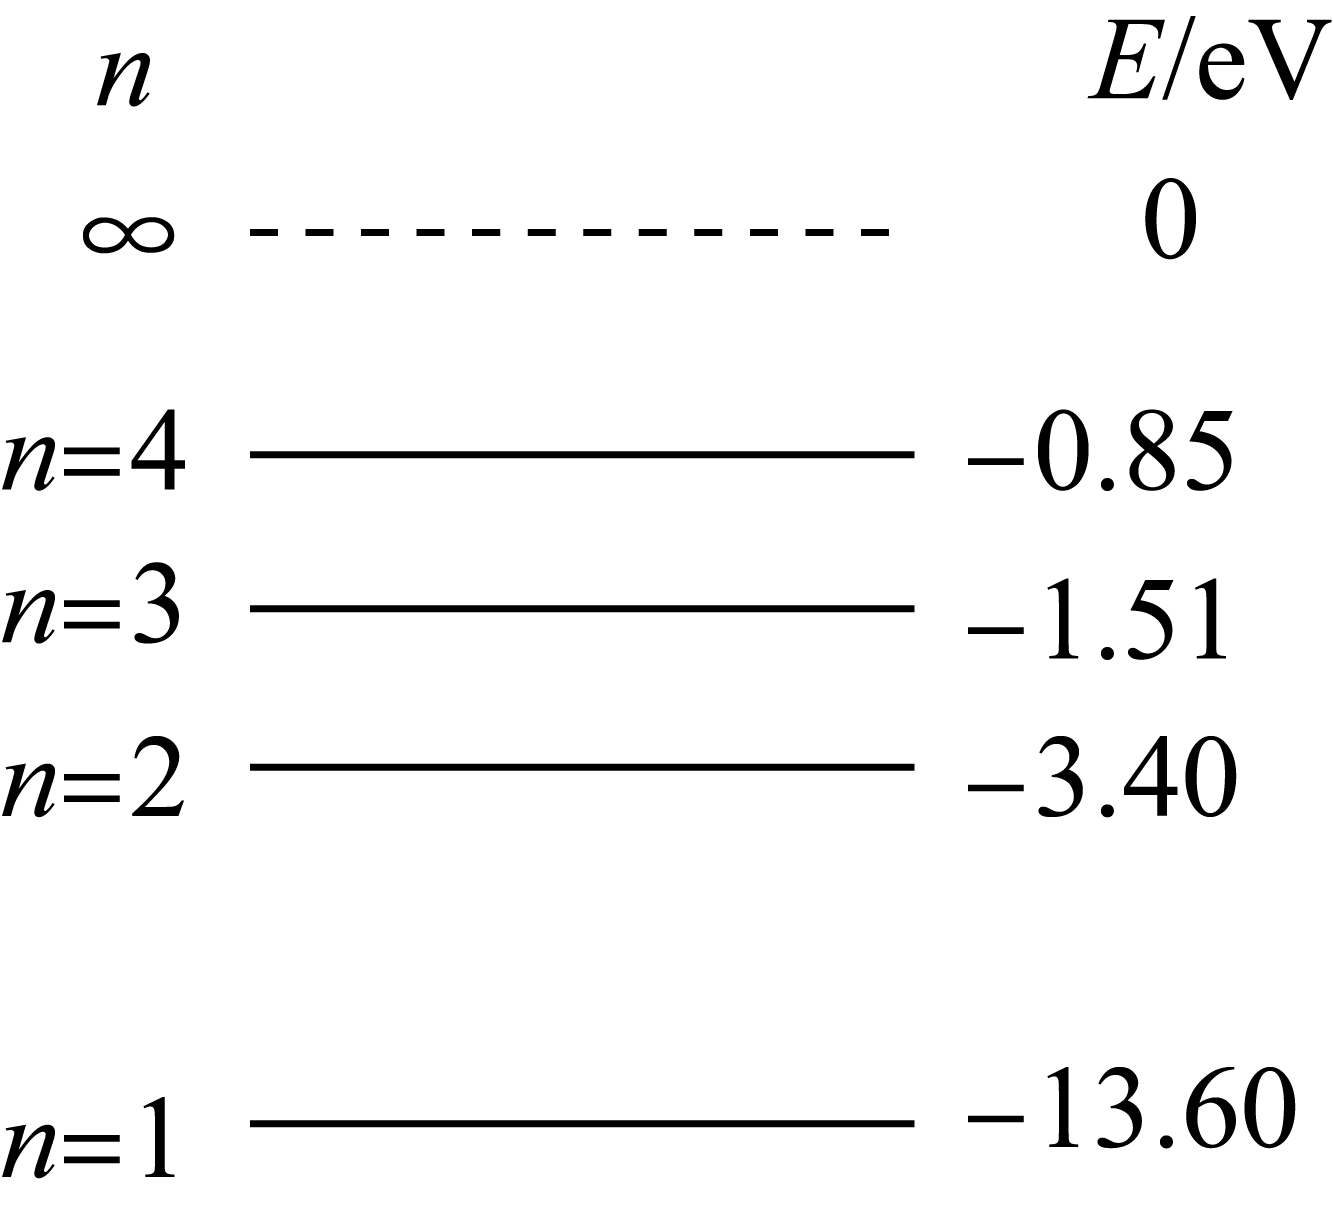 n E/eV
∞ 0
n=4 −0.85
n=3 −1.51
n=2 −3.40
n=1 −13.60